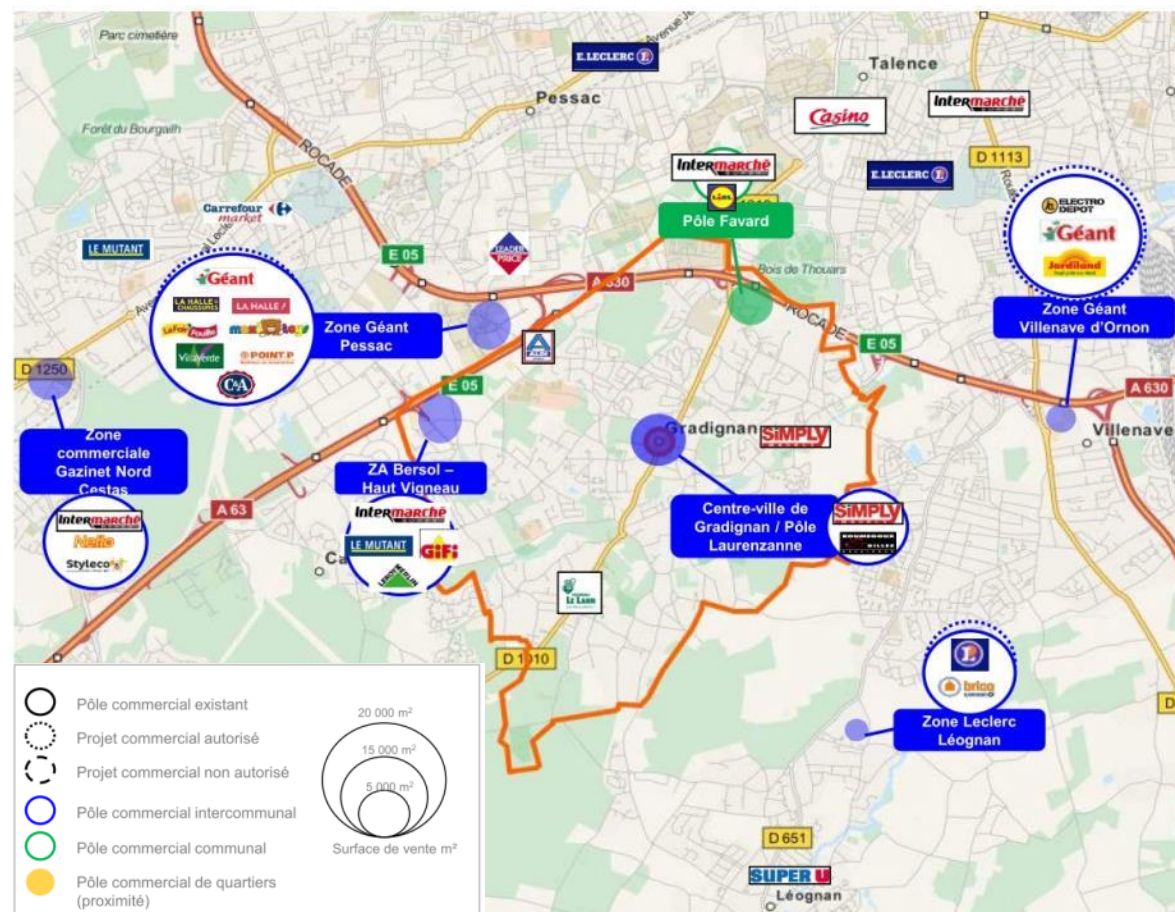 Parc cimetière
Forêt du Bourgailh
ROCADE
Pessac
E.LECLERC
Talence
Casino
Intermarché
D 1113
E.LECLERC
Intermarché
LIDL
Pôle Favard
Bois de Thouars
ROCADE
ELECTRO
DEPOT
Géant
Jardiland
Zone Géant
Villenave d'Ornon
Carrefour
market
LE MUTANT
E 05
LEADER
PRICE
A 630
Géant
LA HALLE
CHAUSSURES
LA HALLE !
La Foir'Fouille
maxi toys
VillaVerde
POINT.P
C&A
Zone Géant
Pessac
ALDI
E 05
E 05
A 630
Villenave
D 1250
Zone
commerciale
Gazinet Nord
Cestas
Intermarché
Netto
Styleco
A 63
ZA Bersol –
Haut Vigneau
Intermarché
LE MUTANT
GiFi
LEROY MERLIN
Gradignan
SIMPLY
Centre-ville de
Gradignan / Pôle
Laurenzanne
SIMPLY
LE LANN
D 1010
brico
Zone Leclerc
Léognan
D 651
SUPER U
Léognan
Pôle commercial existant
Projet commercial autorisé
Projet commercial non autorisé
Pôle commercial intercommunal
Pôle commercial communal
Pôle commercial de quartiers
(proximité)
20 000 m²
15 000 m²
5 000 m²
Surface de vente m²